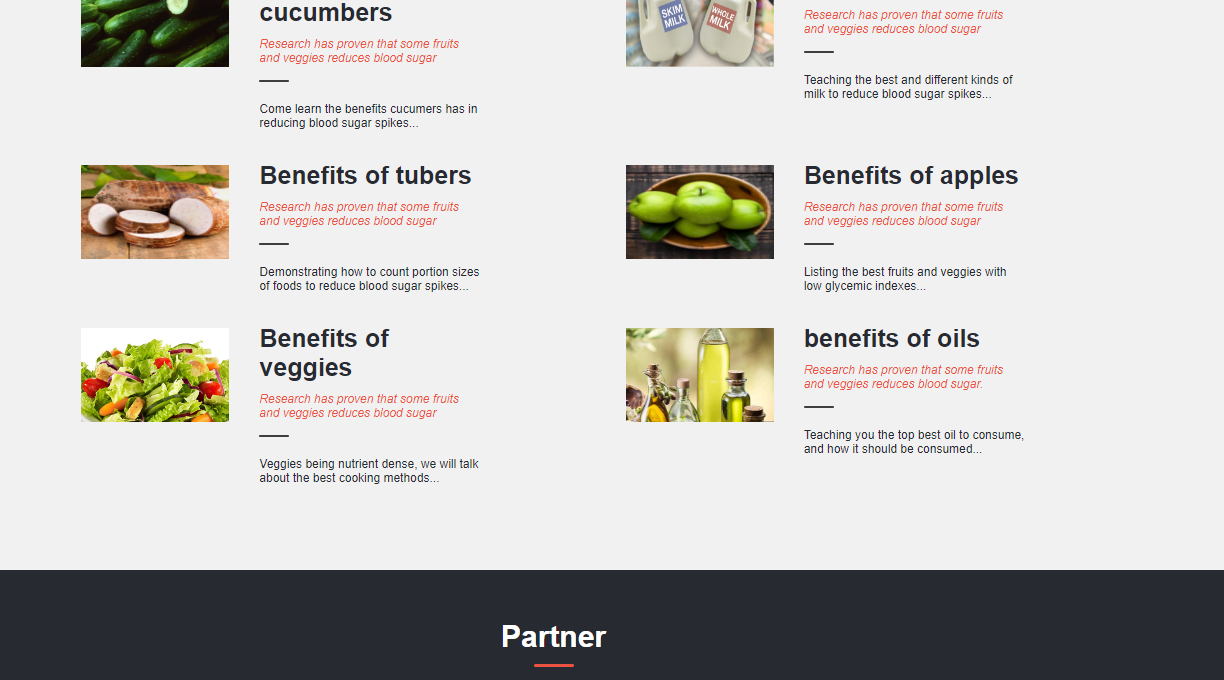 cucumbers
Research has proven that some fruits
and veggies reduces blood sugar
Come learn the benefits cucumers has in
reducing blood sugar spikes...
SKIM
MILK
WHOLE
MILK
Research has proven that some fruits
and veggies reduces blood sugar
Teaching the best and different kinds of
milk to reduce blood sugar spikes...
Benefits of tubers
Research has proven that some fruits
and veggies reduces blood sugar
Demonstrating how to count portion sizes
of foods to reduce blood sugar spikes...
Benefits of apples
Research has proven that some fruits
and veggies reduces blood sugar
Listing the best fruits and veggies with
low glycemic indexes...
Benefits of
veggies
Research has proven that some fruits
and veggies reduces blood sugar
Veggies being nutrient dense, we will talk
about the best cooking methods...
benefits of oils
Research has proven that some fruits
and veggies reduces blood sugar.
Teaching you the top best oil to consume,
and how it should be consumed...
Partner